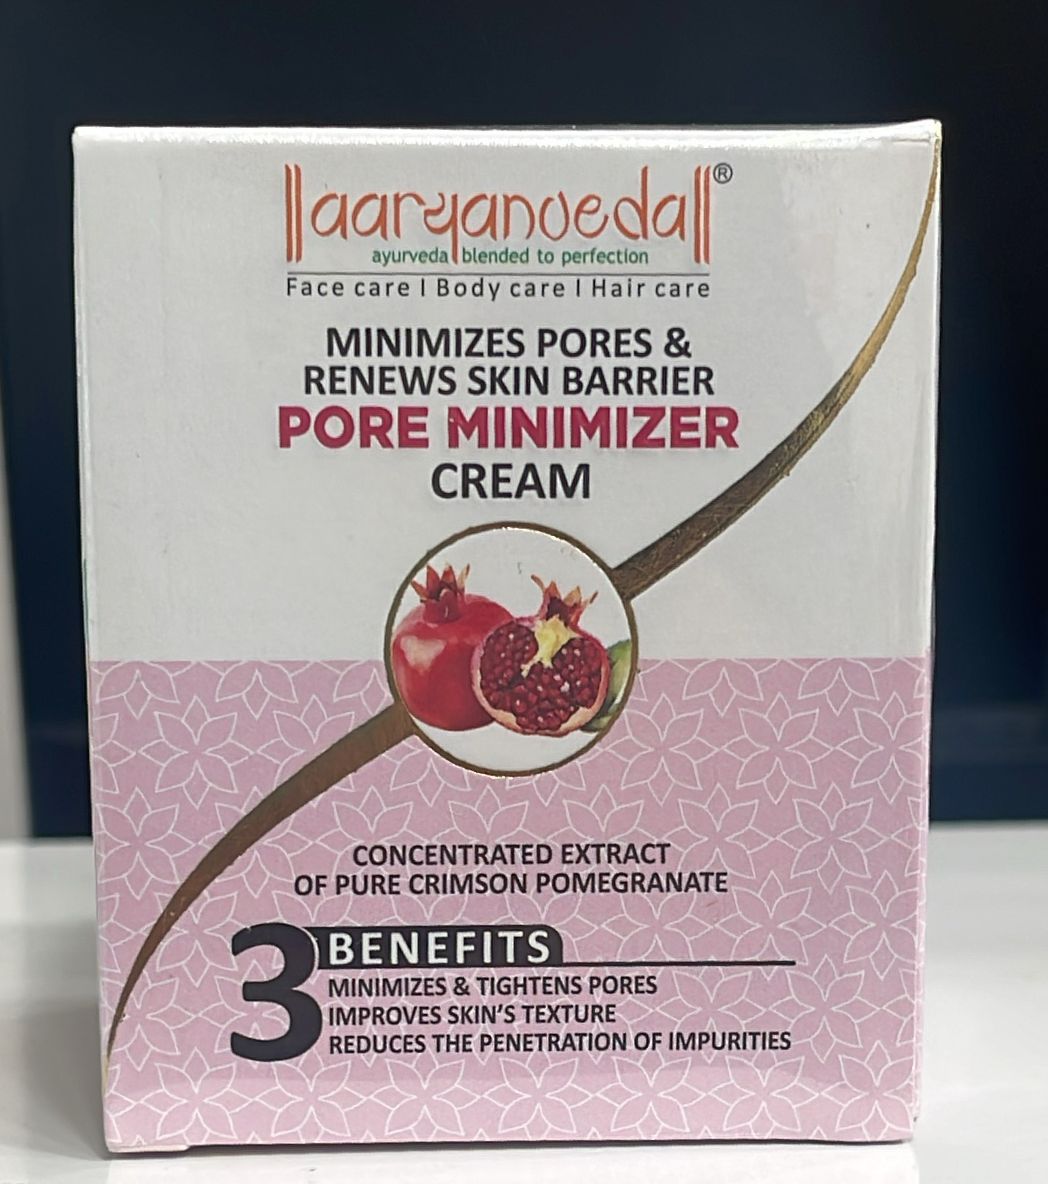 aaryanveda®
ayurveda blended to perfection
Face care | Body care | Hair care
MINIMIZES PORES &
RENEWS SKIN BARRIER
PORE MINIMIZER
CREAM
CONCENTRATED EXTRACT
OF PURE CRIMSON POMEGRANATE
3 BENEFITS
MINIMIZES & TIGHTENS PORES
IMPROVES SKIN'S TEXTURE
REDUCES THE PENETRATION OF IMPURITIES